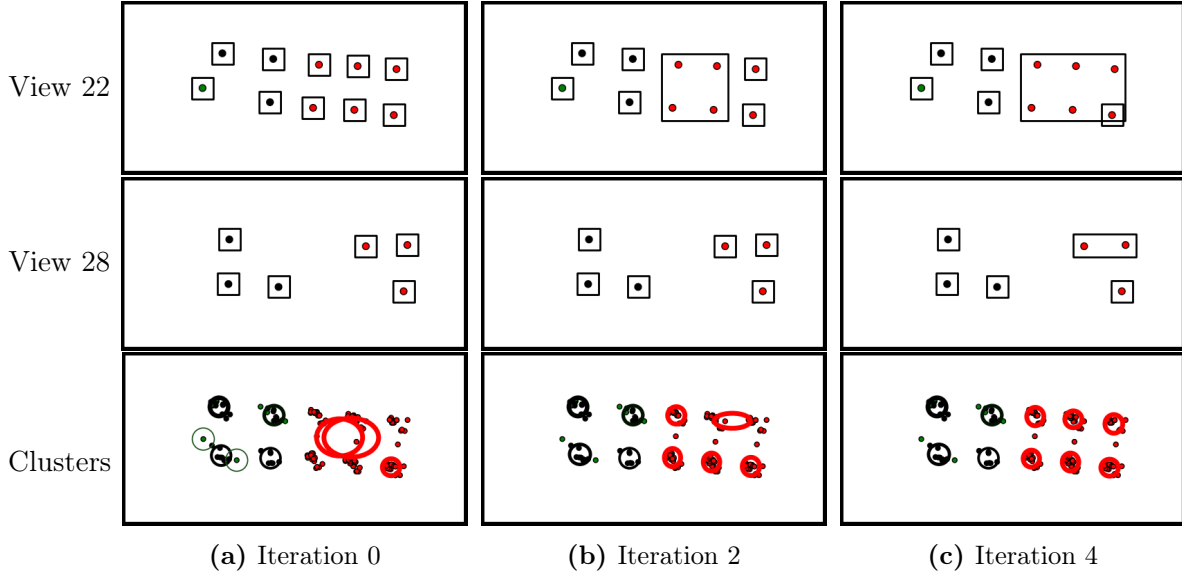 View 22
View 28
Clusters
(a) Iteration 0
(b) Iteration 2
(c) Iteration 4